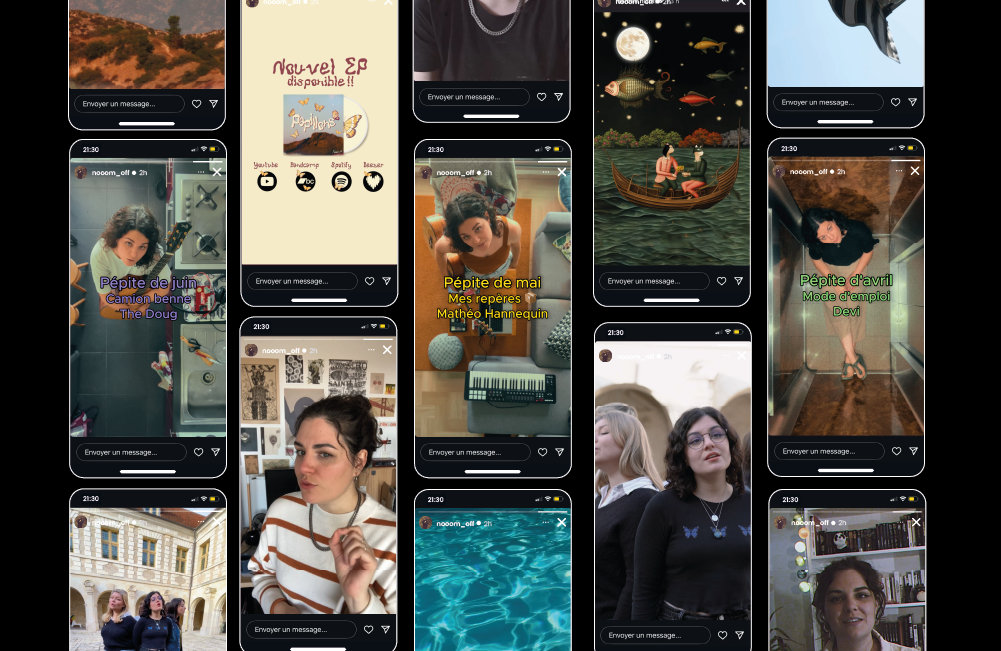 Envoyer un message...
21:30
nooom_off 2h
Pépite de juin
Camion benne
The Doug
Envoyer un message...
21:30
nooom_off 2h
Nouvel EP
disponible!!
Papillons
Youtube Bandcamp Spotify Deezer
Envoyer un message...
21:30
nooom_off 2h
Envoyer un message...
Envoyer un message...
21:30
nooom_off 2h
Pépite de mai
Mes repères
Mathéo Hannequin
Envoyer un message...
21:30
nooom_off 2h
Envoyer un message...
21:30
nooom_off 2h
Envoyer un message...
Envoyer un message...
21:30
nooom_off 2h
Pépite d'avril
Mode d'emploi
Devi
Envoyer un message...
21:30
nooom_off 2h